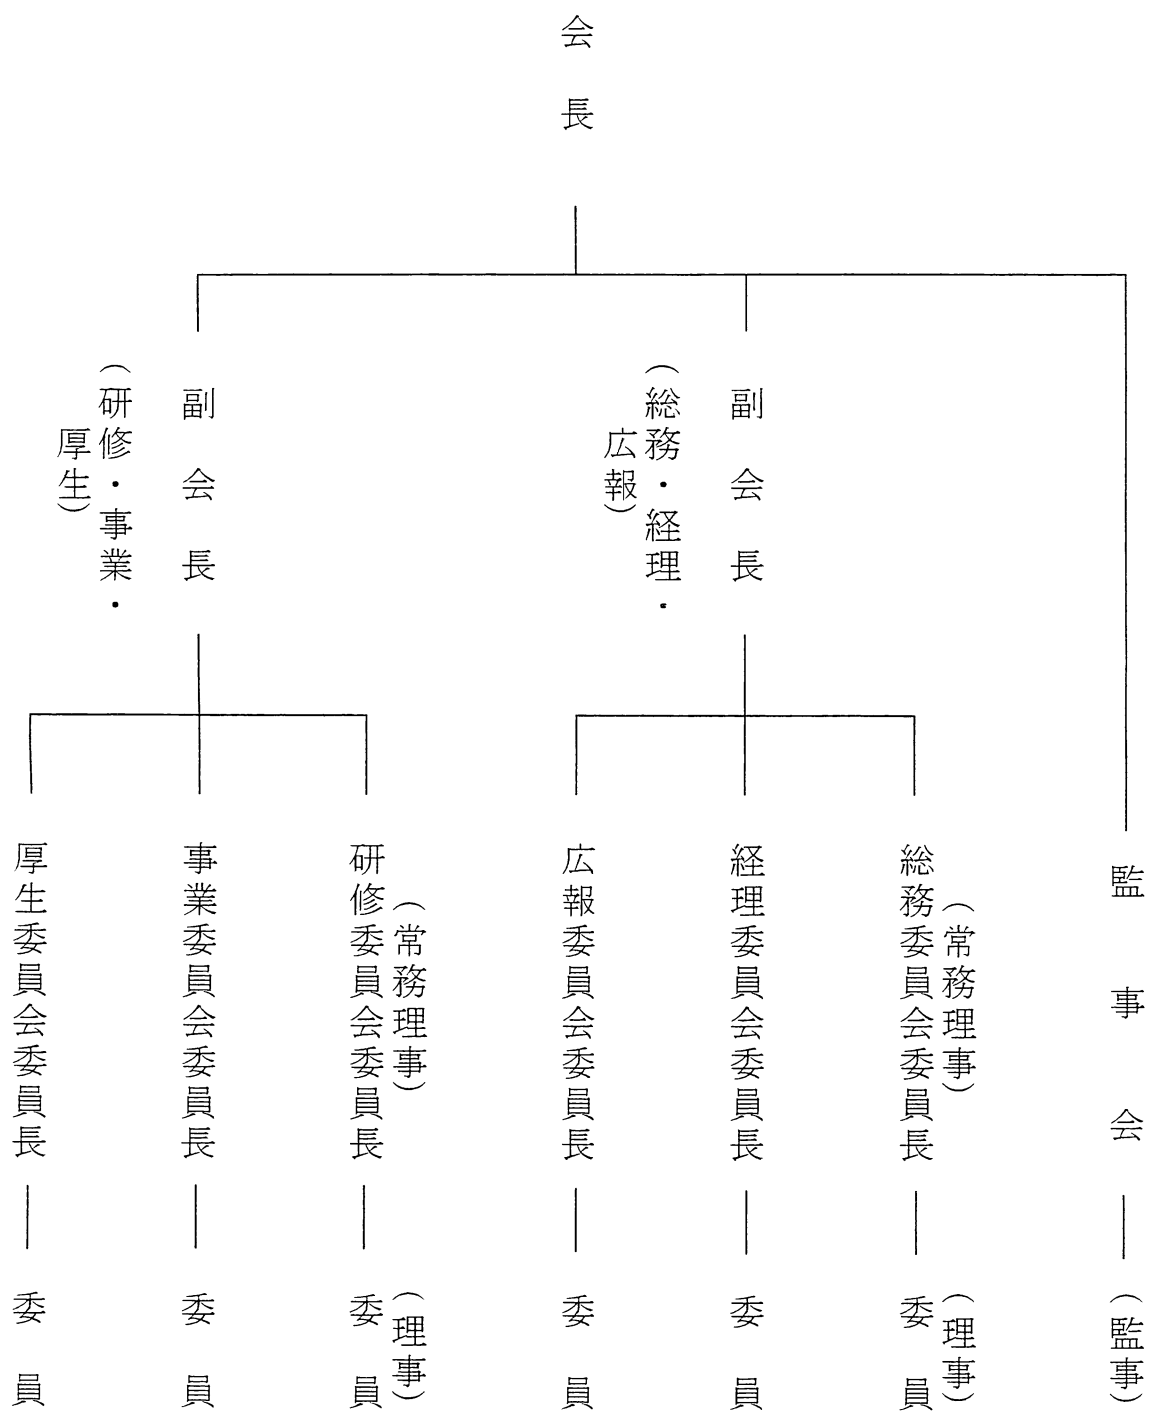 会長
監事会
(監事)
副会長
(総務・経理・
広報)
(常務理事)
総務委員会委員長
(理事)
委員
経理委員会委員長
委員
広報委員会委員長
委員
副会長
(研修・事業・
厚生)
(常務理事)
研修委員会委員長
(理事)
委員
事業委員会委員長
委員
厚生委員会委員長
委員